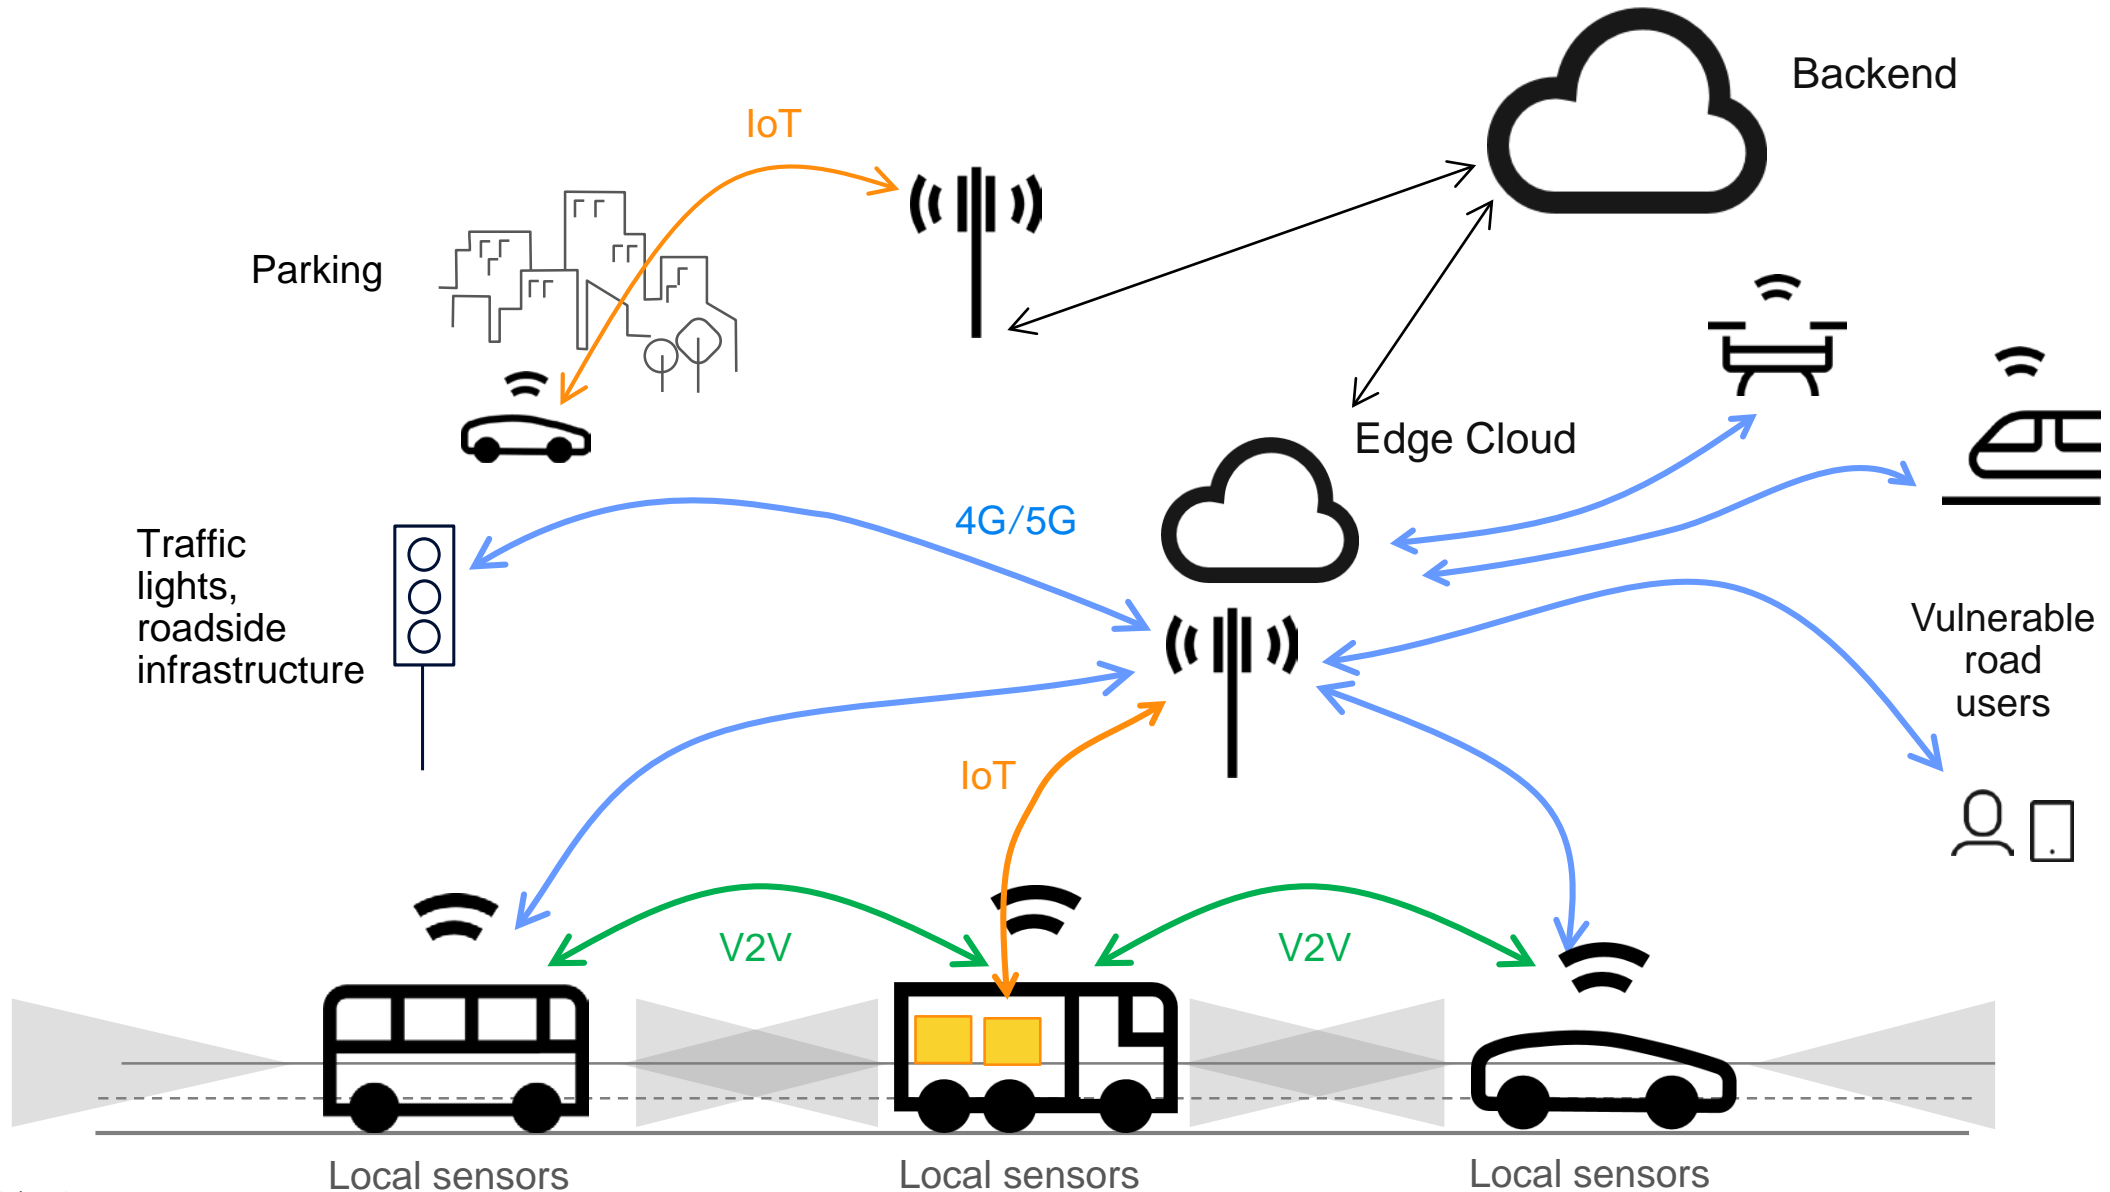 Backend
IoT
Parking
Edge Cloud
4G/5G
Traffic
lights,
roadside
infrastructure
Vulnerable
road
users
IoT
V2V
V2V
Local sensors
Local sensors
Local sensors